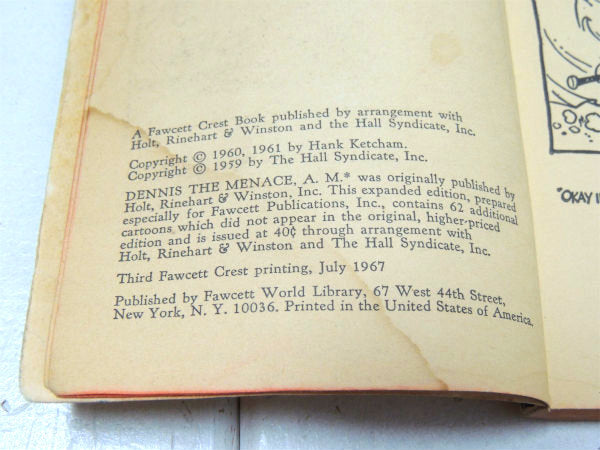 A Fawcett Crest Book published by arrangement with
Holt, Rinehart & Winston and the Hall Syndicate, Inc.
Copyright © 1960, 1961 by Hank Ketcham.
Copyright © 1959 by The Hall Syndicate, Inc.
DENNIS THE MENACE, A. M.* was originally published by
Holt, Rinehart & Winston, Inc. This expanded edition, prepared
especially for Fawcett Publications, Inc., contains 62 additional
cartoons which did not appear in the original, higher-priced
edition and is issued at 40¢ through arrangement with
Holt, Rinehart & Winston and The Hall Syndicate, Inc.
Third Fawcett Crest printing, July 1967
Published by Fawcett World Library, 67 West 44th Street,
New York, N. Y. 10036. Printed in the United States of America.
"OKAY